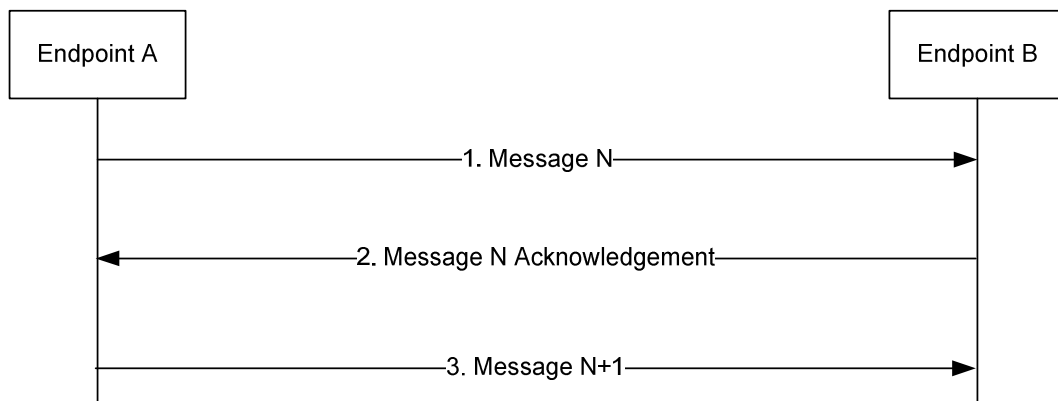 Endpoint A
Endpoint B
1. Message N
2. Message N Acknowledgement
3. Message N+1